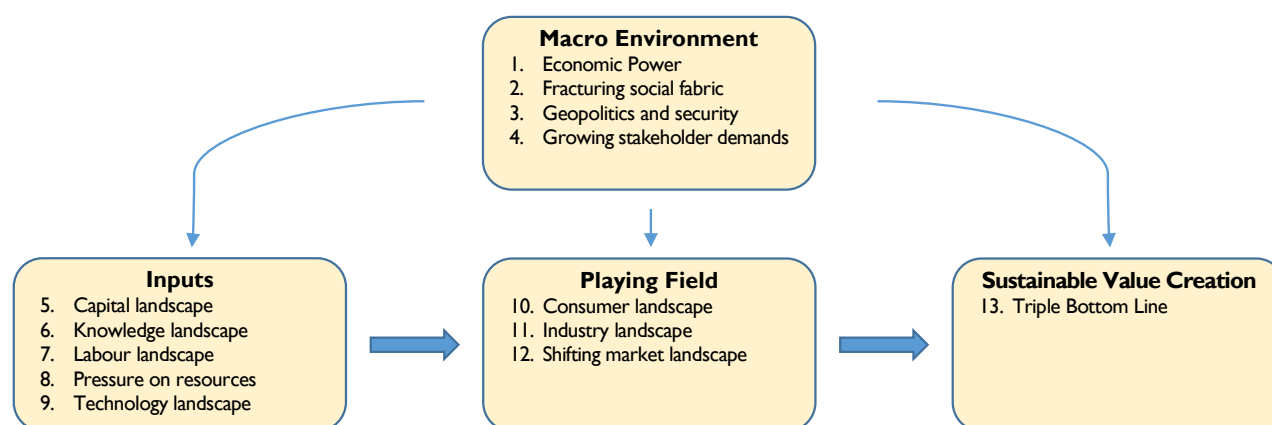 Macro Environment
1. Economic Power
2. Fracturing social fabric
3. Geopolitics and security
4. Growing stakeholder demands
Inputs
5. Capital landscape
6. Knowledge landscape
7. Labour landscape
8. Pressure on resources
9. Technology landscape
Playing Field
10. Consumer landscape
11. Industry landscape
12. Shifting market landscape
Sustainable Value Creation
13. Triple Bottom Line